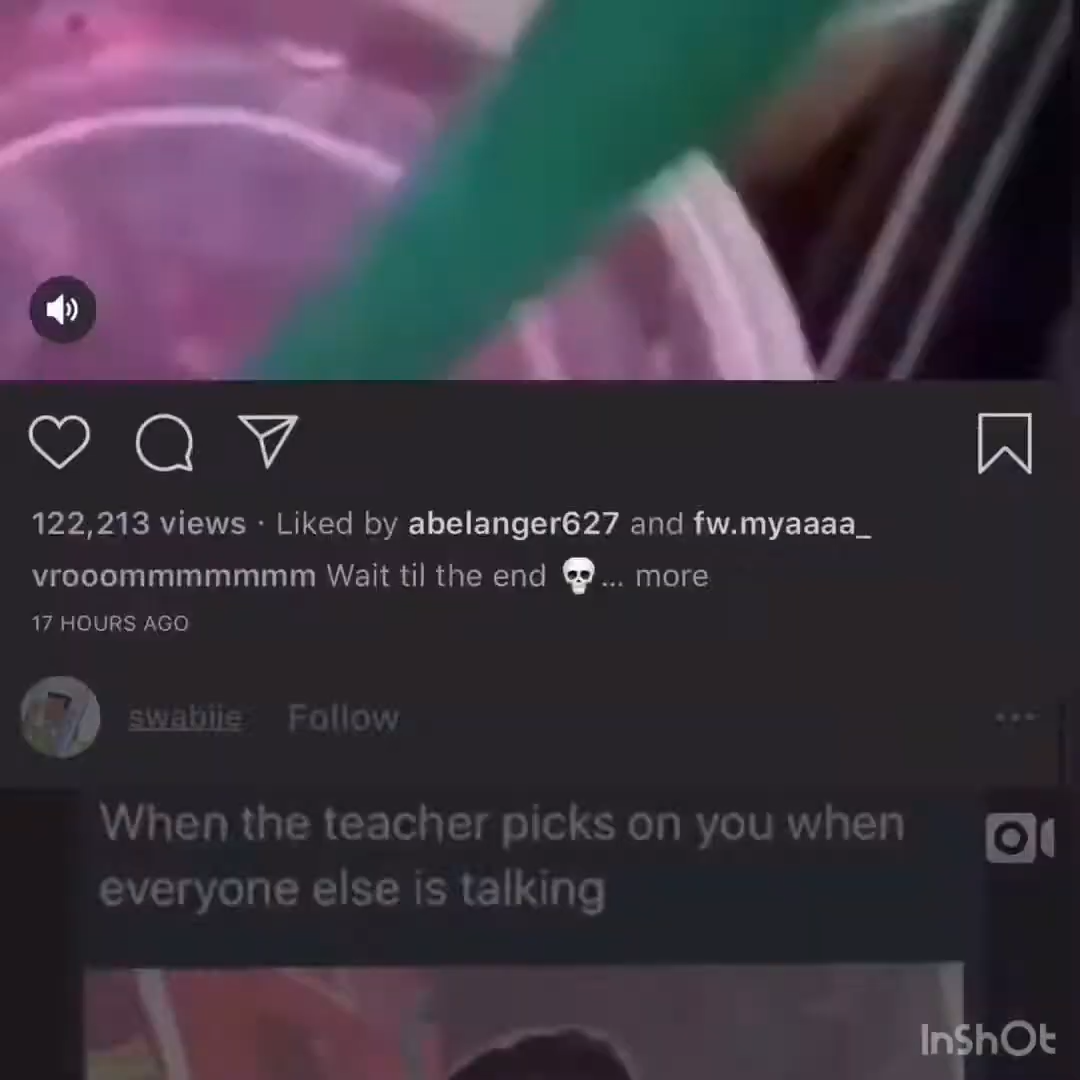 122,213 views · Liked by abelanger627 and fw.myaaaa_
vrooommmmmmm Wait til the end 💀... more
17 HOURS AGO
swabiie Follow
When the teacher picks on you when
everyone else is talking
InShOt